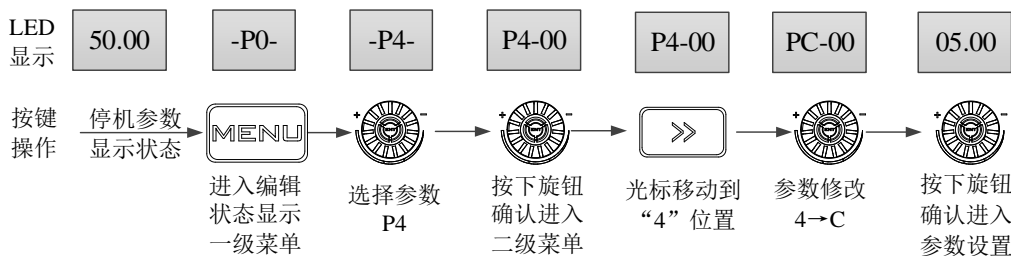 LED
显示
50.00
-P0-
-P4-
P4-00
P4-00
PC-00
05.00
按键
操作
停机参数
显示状态
MENU
+ −
+ −
>>
+ −
+ −
进入编辑
状态显示
一级菜单
选择参数
P4
按下旋钮
确认进入
二级菜单
光标移动到
“4”位置
参数修改
4→C
按下旋钮
确认进入
参数设置